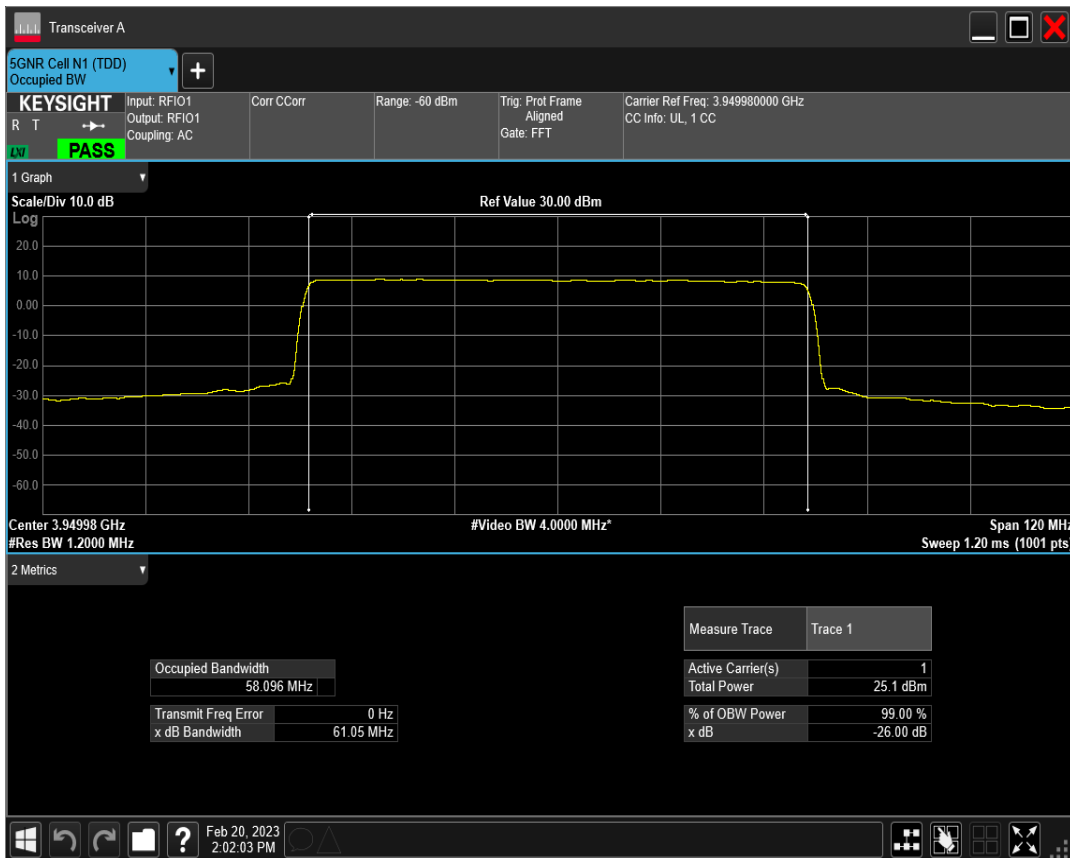 Transceiver A
5GNR Cell N1 (TDD)
Occupied BW
+
KEYSIGHT
R T
LXI
PASS
Input: RFIO1
Output: RFIO1
Coupling: AC
Corr CCorr
Range: -60 dBm
Trig: Prot Frame
Aligned
Gate: FFT
Carrier Ref Freq: 3.949980000 GHz
CC Info: UL, 1 CC
1 Graph
Scale/Div 10.0 dB
Ref Value 30.00 dBm
Log
20.0
10.0
0.00
-10.0
-20.0
-30.0
-40.0
-50.0
-60.0
Center 3.94998 GHz
#Video BW 4.0000 MHz*
Span 120 MHz
#Res BW 1.2000 MHz
Sweep 1.20 ms (1001 pts)
2 Metrics
Measure Trace Trace 1
Occupied Bandwidth
58.096 MHz
Active Carrier(s) 1
Total Power 25.1 dBm
Transmit Freq Error 0 Hz
x dB Bandwidth 61.05 MHz
% of OBW Power 99.00 %
x dB -26.00 dB
?
Feb 20, 2023
2:02:03 PM